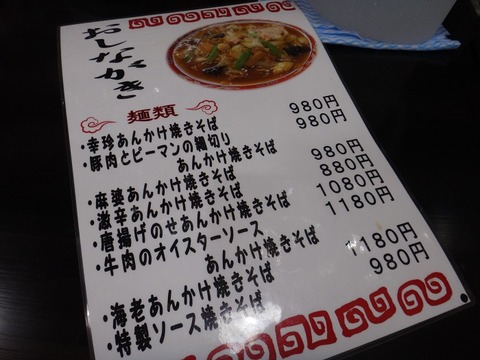 おしながき
麺類
・幸珍あんかけ焼きそば 980円
・豚肉とピーマンの細切り
あんかけ焼きそば 980円
・麻婆あんかけ焼きそば 980円
・激辛あんかけ焼きそば 880円
・唐揚げのせあんかけ焼きそば 1080円
・牛肉のオイスターソース
あんかけ焼きそば 1180円
・海老あんかけ焼きそば 1180円
・特製ソース焼きそば 980円